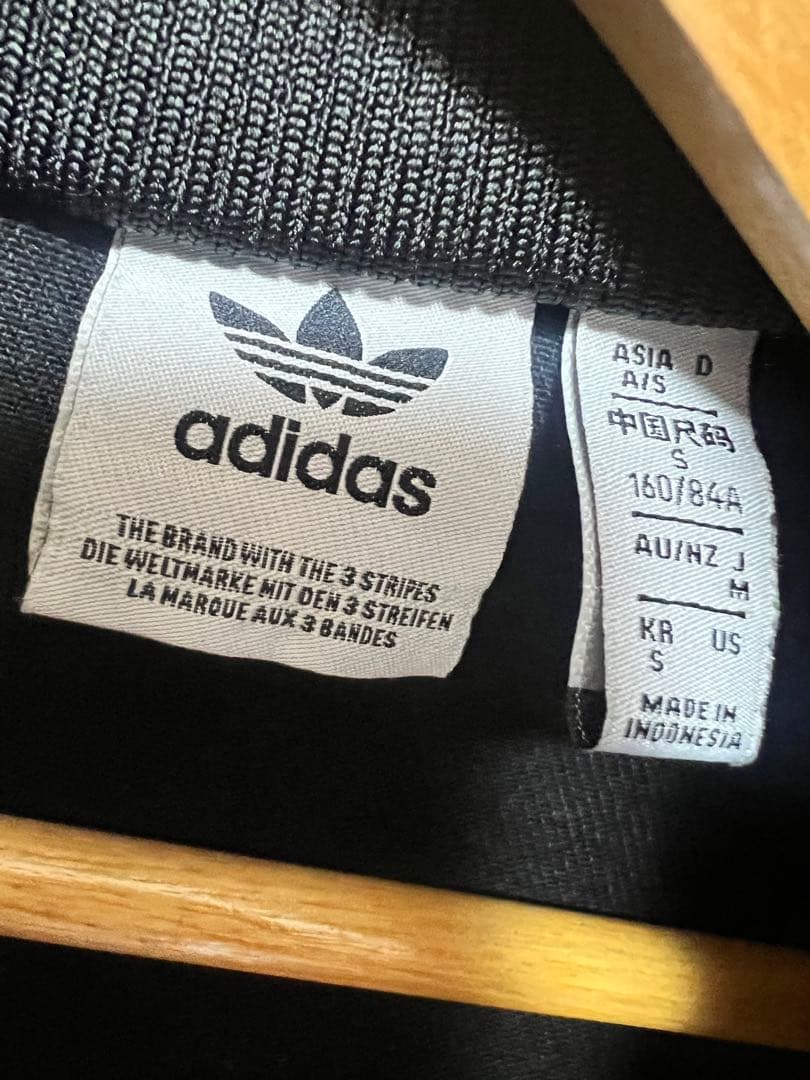 adidas
THE BRAND WITH THE 3 STRIPES
DIE WELTMARKE MIT DEN 3 STREIFEN
LA MARQUE AUX 3 BANDES
ASIA D
A/S
中国尺码
S
160/84A
AU/NZ J
M
KR US
S
MADE IN
INDONESIA